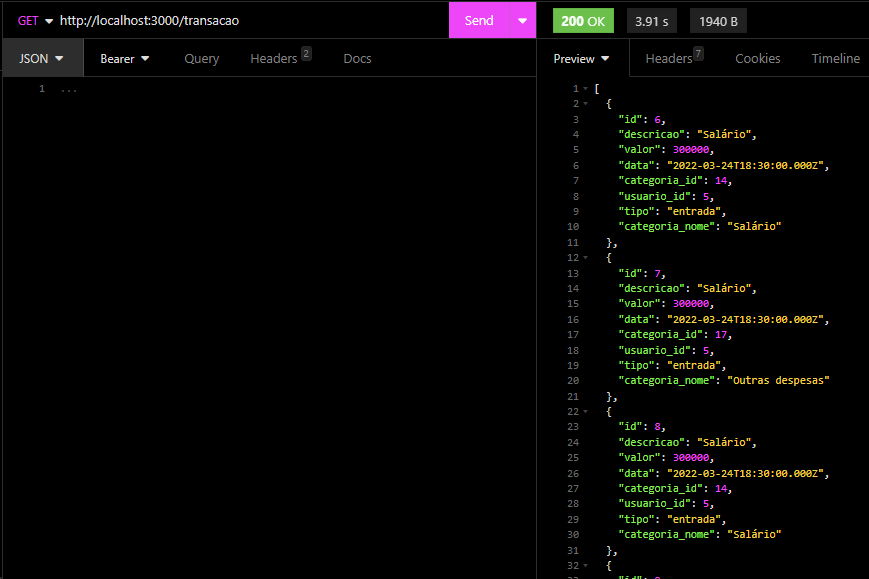 GET http://localhost:3000/transacao Send 200 OK 3.91 s 1940 B
JSON Bearer Query Headers 2 Docs Preview Headers 7 Cookies Timeline
1 ...
1 [
2 {
3 "id": 6,
4 "descricao": "Salário",
5 "valor": 300000,
6 "data": "2022-03-24T18:30:00.000Z",
7 "categoria_id": 14,
8 "usuario_id": 5,
9 "tipo": "entrada",
10 "categoria_nome": "Salário"
11 },
12 {
13 "id": 7,
14 "descricao": "Salário",
15 "valor": 300000,
16 "data": "2022-03-24T18:30:00.000Z",
17 "categoria_id": 17,
18 "usuario_id": 5,
19 "tipo": "entrada",
20 "categoria_nome": "Outras despesas"
21 },
22 {
23 "id": 8,
24 "descricao": "Salário",
25 "valor": 300000,
26 "data": "2022-03-24T18:30:00.000Z",
27 "categoria_id": 14,
28 "usuario_id": 5,
29 "tipo": "entrada",
30 "categoria_nome": "Salário"
31 },
32 {